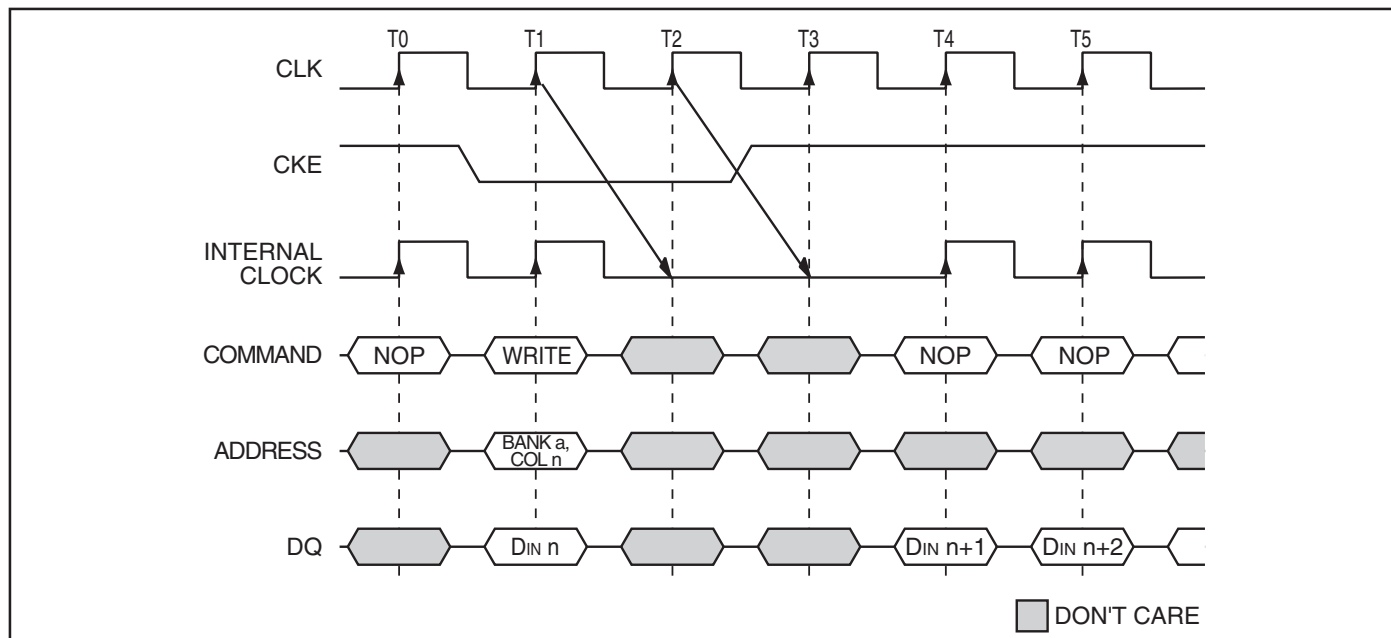 T0 T1 T2 T3 T4 T5
CLK
CKE
INTERNAL
CLOCK
COMMAND NOP WRITE NOP NOP
ADDRESS BANK a,
COL n
DQ DIN n DIN n+1 DIN n+2
DON'T CARE